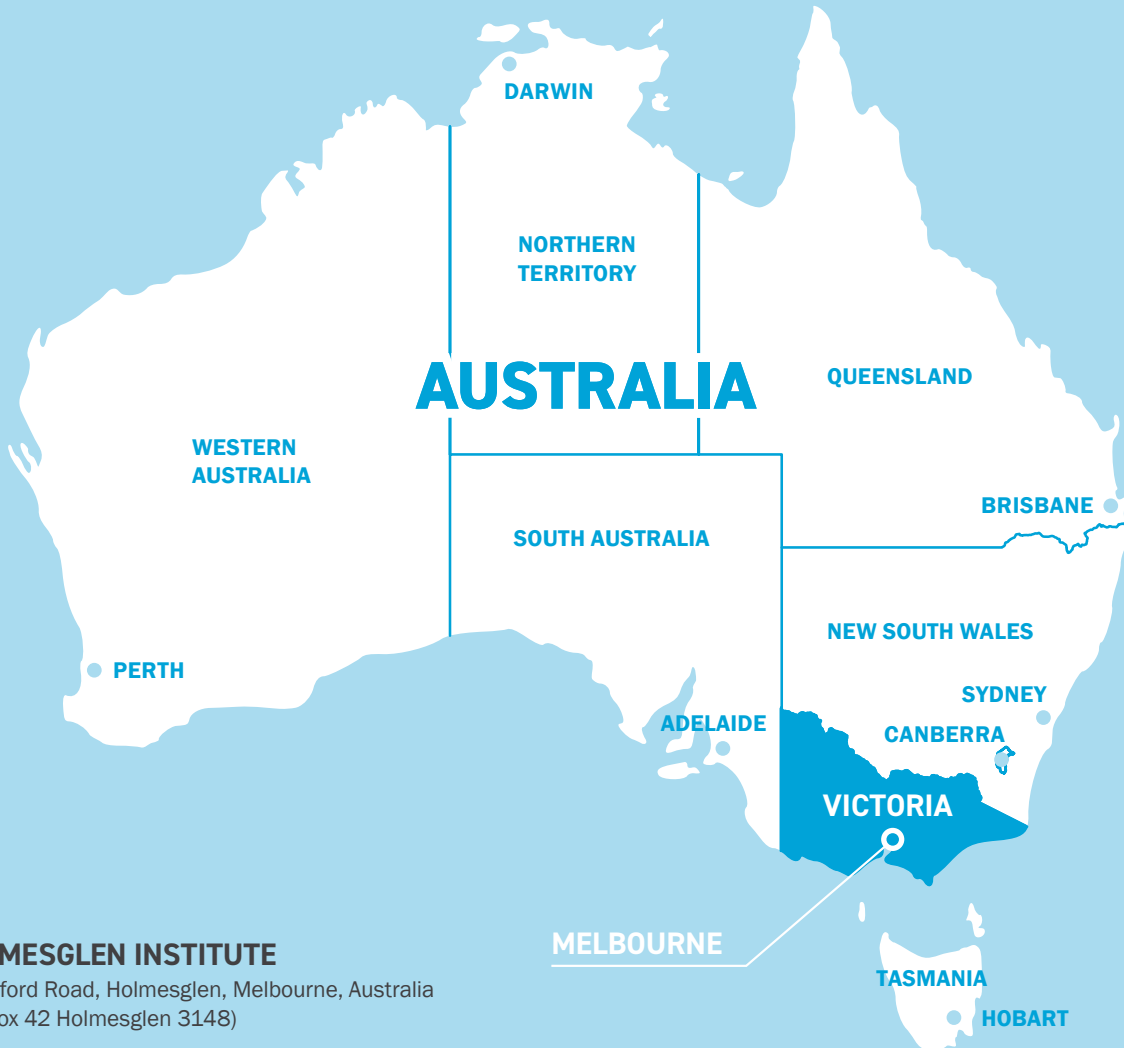 DARWIN
NORTHERN
TERRITORY
AUSTRALIA
QUEENSLAND
WESTERN
AUSTRALIA
BRISBANE
SOUTH AUSTRALIA
NEW SOUTH WALES
PERTH
SYDNEY
ADELAIDE
CANBERRA
VICTORIA
MELBOURNE
MESGLEN INSTITUTE
ford Road, Holmesglen, Melbourne, Australia
ox 42 Holmesglen 3148)
TASMANIA
HOBART